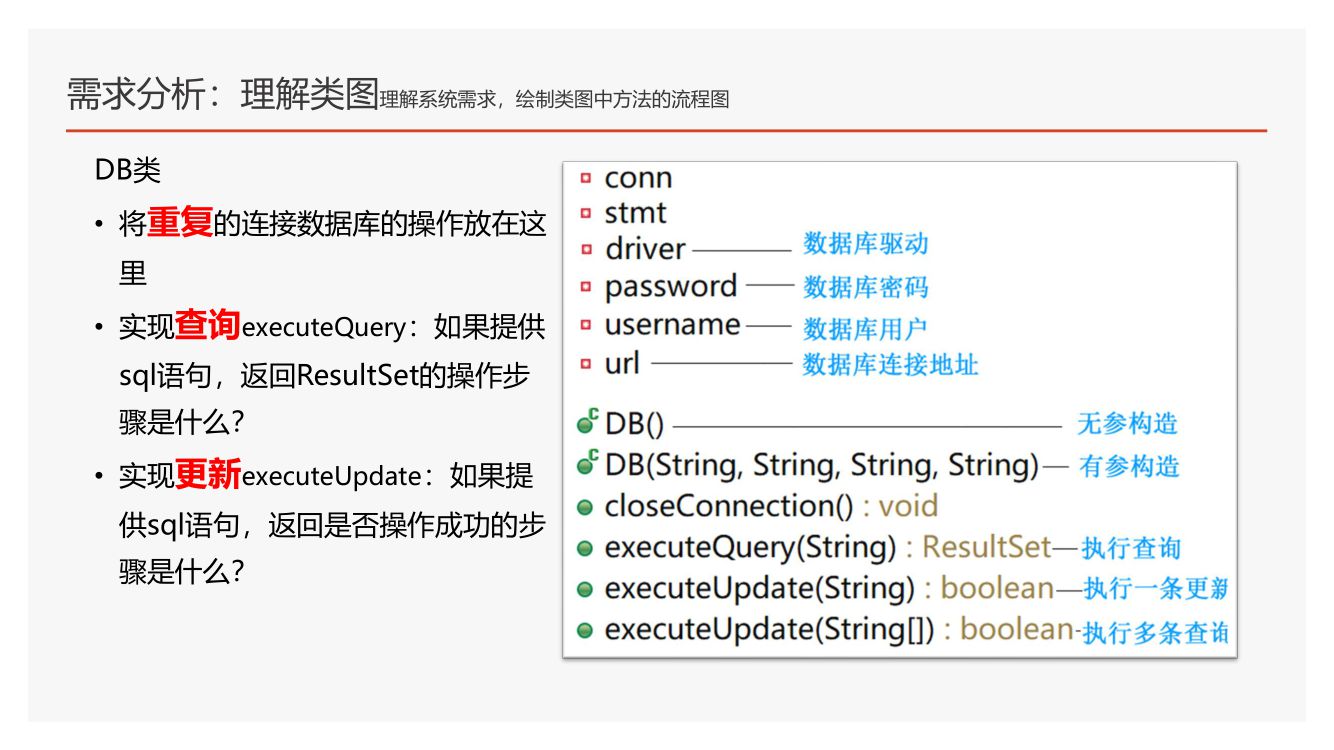 需求分析：理解类图理解系统需求，绘制类图中方法的流程图
DB类
• 将重复的连接数据库的操作放在这
里
• 实现查询executeQuery：如果提供
sql语句，返回ResultSet的操作步
骤是什么？
• 实现更新executeUpdate：如果提
供sql语句，返回是否操作成功的步
骤是什么？
conn
stmt
driver 数据库驱动
password 数据库密码
username 数据库用户
url 数据库连接地址
DB() 无参构造
DB(String, String, String, String) 有参构造
closeConnection() : void
executeQuery(String) : ResultSet 执行查询
executeUpdate(String) : boolean 执行一条更新
executeUpdate(String[]) : boolean 执行多条查询